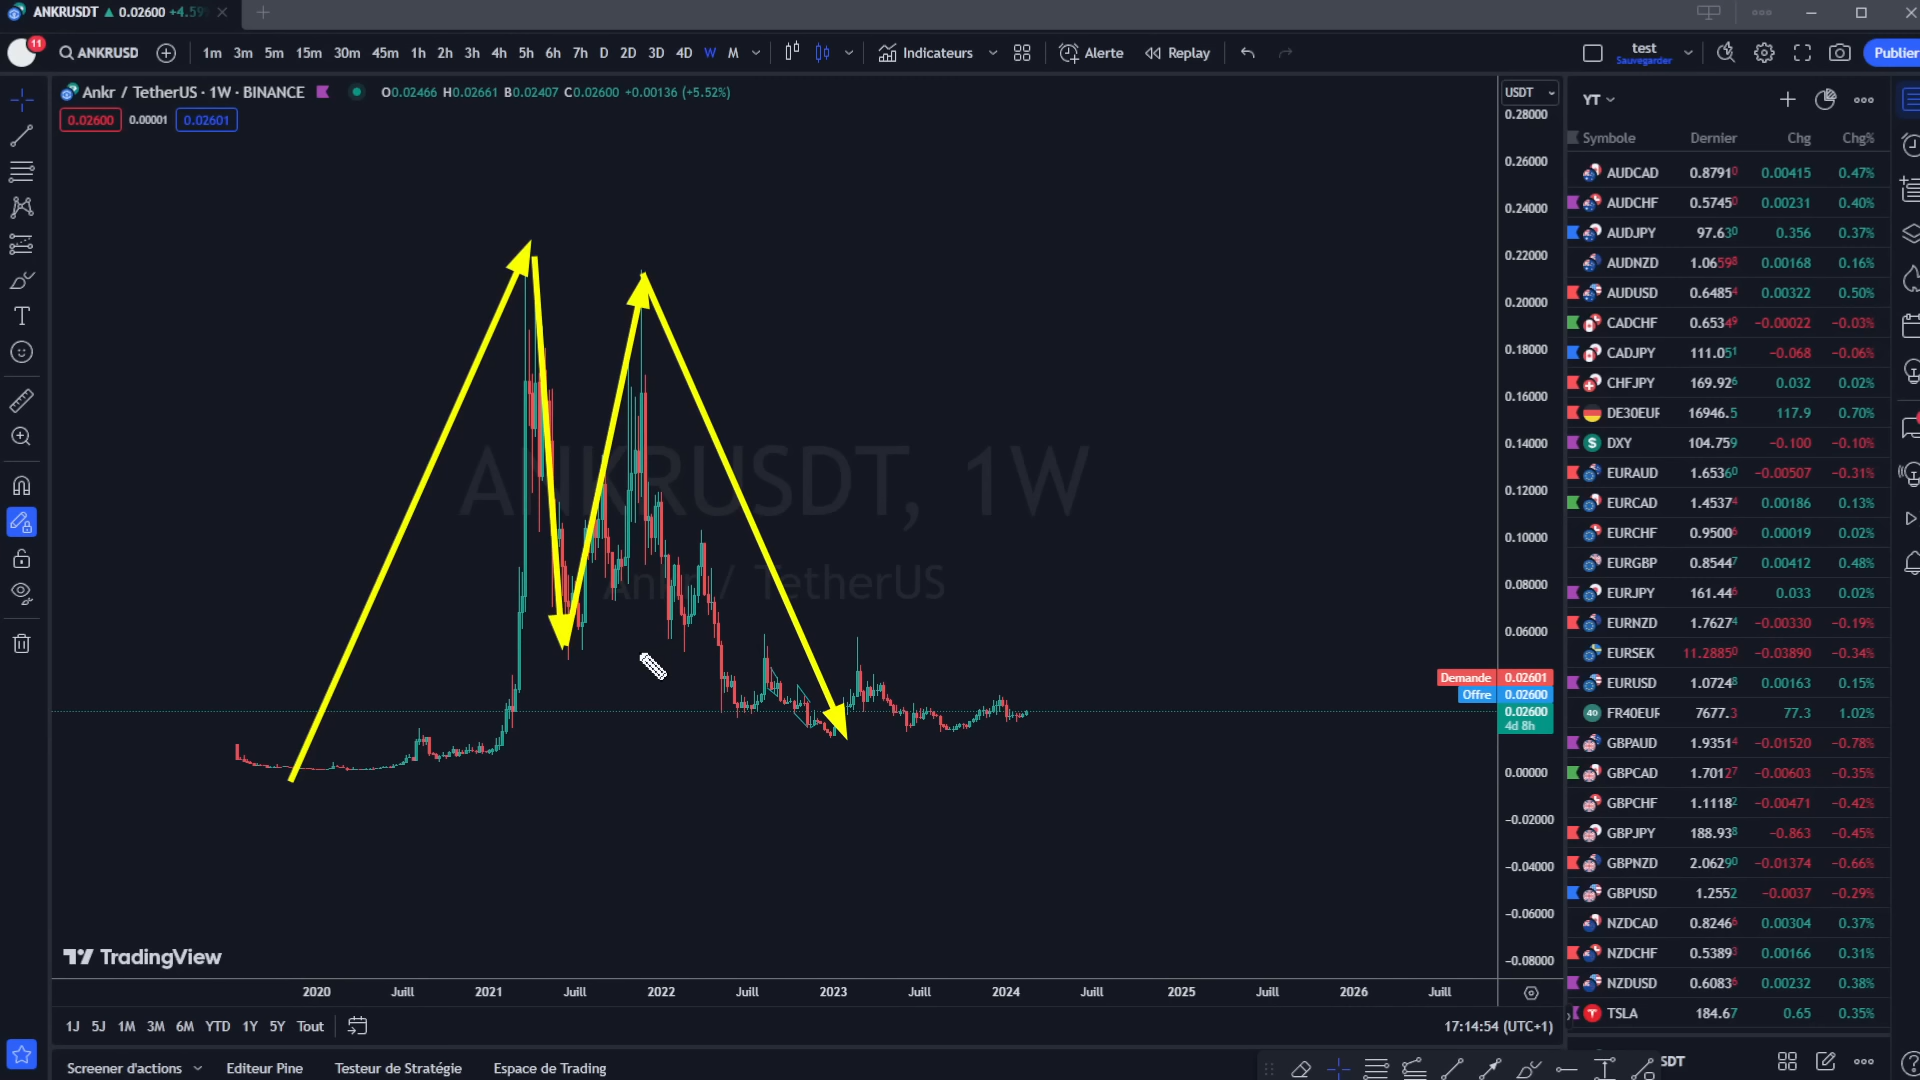 ANKRUSDT ▲ 0.02600 +4.59
11
ANKRUSD
1m 3m 5m 15m 30m 45m 1h 2h 3h 4h 5h 6h 7h D 2D 3D 4D W M
Indicateurs
Alerte
Replay
test
Sauvegarder
Publier
Ankr / TetherUS · 1W · BINANCE
O0.02466 H0.02661 B0.02407 C0.02600 +0.00136 (+5.52%)
0.02600 0.00001 0.02601
USDT
0.28000
0.26000
0.24000
0.22000
0.20000
0.18000
0.16000
0.14000
0.12000
0.10000
0.08000
0.06000
Demande 0.02601
Offre 0.02600
0.02600
4d 8h
0.00000
−0.02000
−0.04000
−0.06000
−0.08000
ANKRUSDT, 1W
Ankr / TetherUS
TradingView
2020 Juill 2021 Juill 2022 Juill 2023 Juill 2024 Juill 2025 Juill 2026 Juill
1J 5J 1M 3M 6M YTD 1Y 5Y Tout
17:14:54 (UTC+1)
Screener d'actions Editeur Pine Testeur de Stratégie Espace de Trading
YT
Symbole Dernier Chg Chg%
AUDCAD 0.87910 0.00415 0.47%
AUDCHF 0.57450 0.00231 0.40%
AUDJPY 97.630 0.356 0.37%
AUDNZD 1.06598 0.00168 0.16%
AUDUSD 0.64854 0.00322 0.50%
CADCHF 0.65349 −0.00022 −0.03%
CADJPY 111.051 −0.068 −0.06%
CHFJPY 169.926 0.032 0.02%
DE30EUR 16946.5 117.9 0.70%
DXY 104.759 −0.100 −0.10%
EURAUD 1.65360 −0.00507 −0.31%
EURCAD 1.45374 0.00186 0.13%
EURCHF 0.95006 0.00019 0.02%
EURGBP 0.85447 0.00412 0.48%
EURJPY 161.446 0.033 0.02%
EURNZD 1.76274 −0.00330 −0.19%
EURSEK 11.28850 −0.03890 −0.34%
EURUSD 1.07248 0.00163 0.15%
40 FR40EUR 7677.3 77.3 1.02%
GBPAUD 1.93514 −0.01520 −0.78%
GBPCAD 1.70127 −0.00603 −0.35%
GBPCHF 1.11182 −0.00471 −0.42%
GBPJPY 188.938 −0.863 −0.45%
GBPNZD 2.06290 −0.01374 −0.66%
GBPUSD 1.2552 −0.0037 −0.29%
NZDCAD 0.82466 0.00304 0.37%
NZDCHF 0.53893 0.00166 0.31%
NZDUSD 0.60836 0.00232 0.38%
TSLA 184.67 0.65 0.35%
SDT